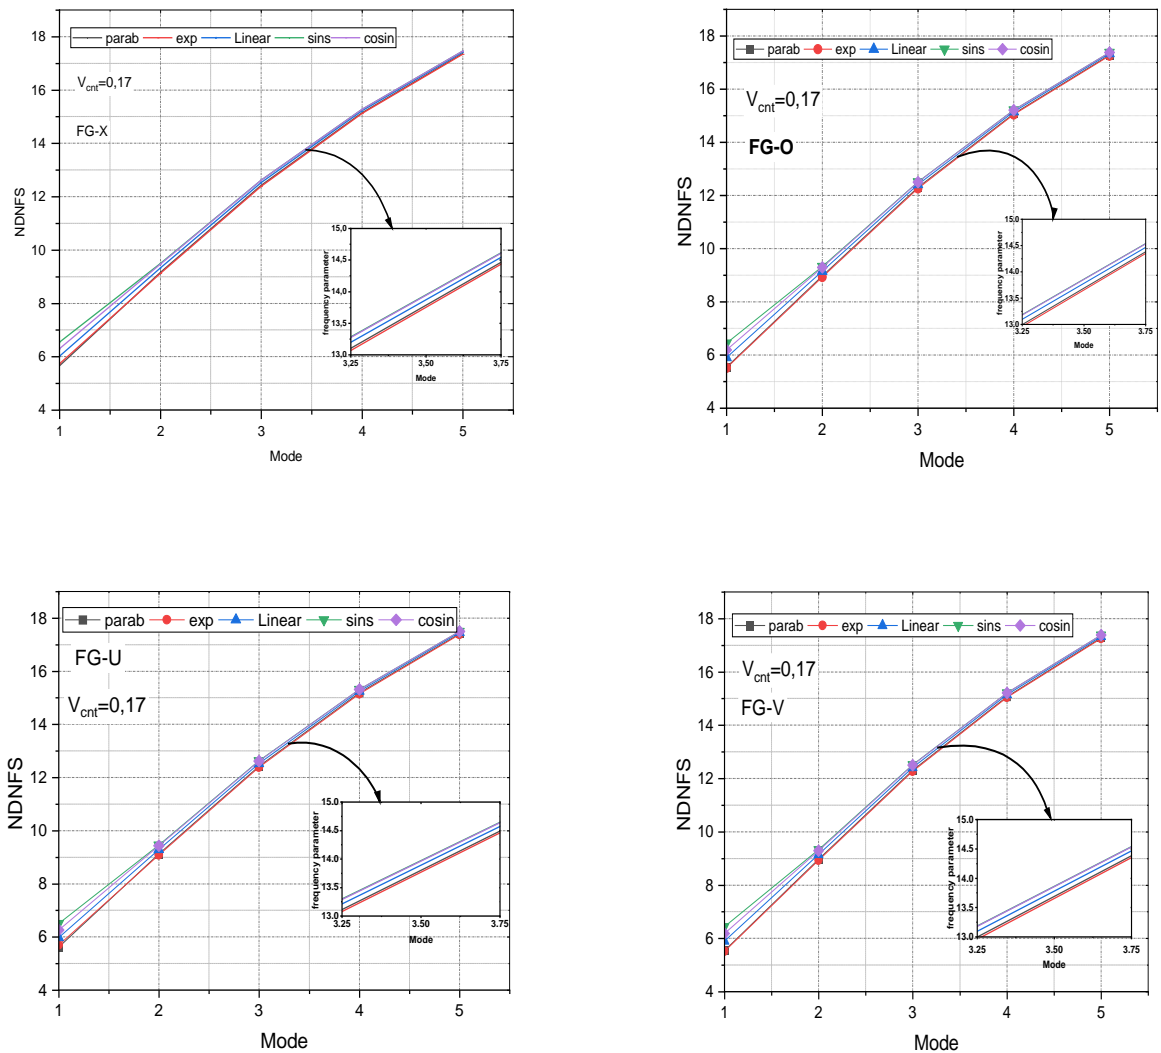 parab exp Linear sins cosin
V_cnt=0,17
FG-X
NDNFS
18
16
14
12
10
8
6
4
1 2 3 4 5
Mode
frequency parameter
15,0
14,5
14,0
13,5
13,0
3,25 3,50 3,75
Mode
parab exp Linear sins cosin
V_cnt=0,17
FG-O
NDNFS
18
16
14
12
10
8
6
4
1 2 3 4 5
Mode
frequency parameter
15,0
14,5
14,0
13,5
13,0
3,25 3,50 3,75
Mode
parab exp Linear sins cosin
FG-U
V_cnt=0,17
NDNFS
18
16
14
12
10
8
6
4
1 2 3 4 5
Mode
frequency parameter
15.0
14.5
14.0
13.5
13.0
3.25 3.50 3.75
Mode
parab exp Linear sins cosin
V_cnt=0,17
FG-V
NDNFS
18
16
14
12
10
8
6
4
1 2 3 4 5
Mode
frequency parameter
15.0
14.5
14.0
13.5
13.0
3.25 3.50 3.75
Mode